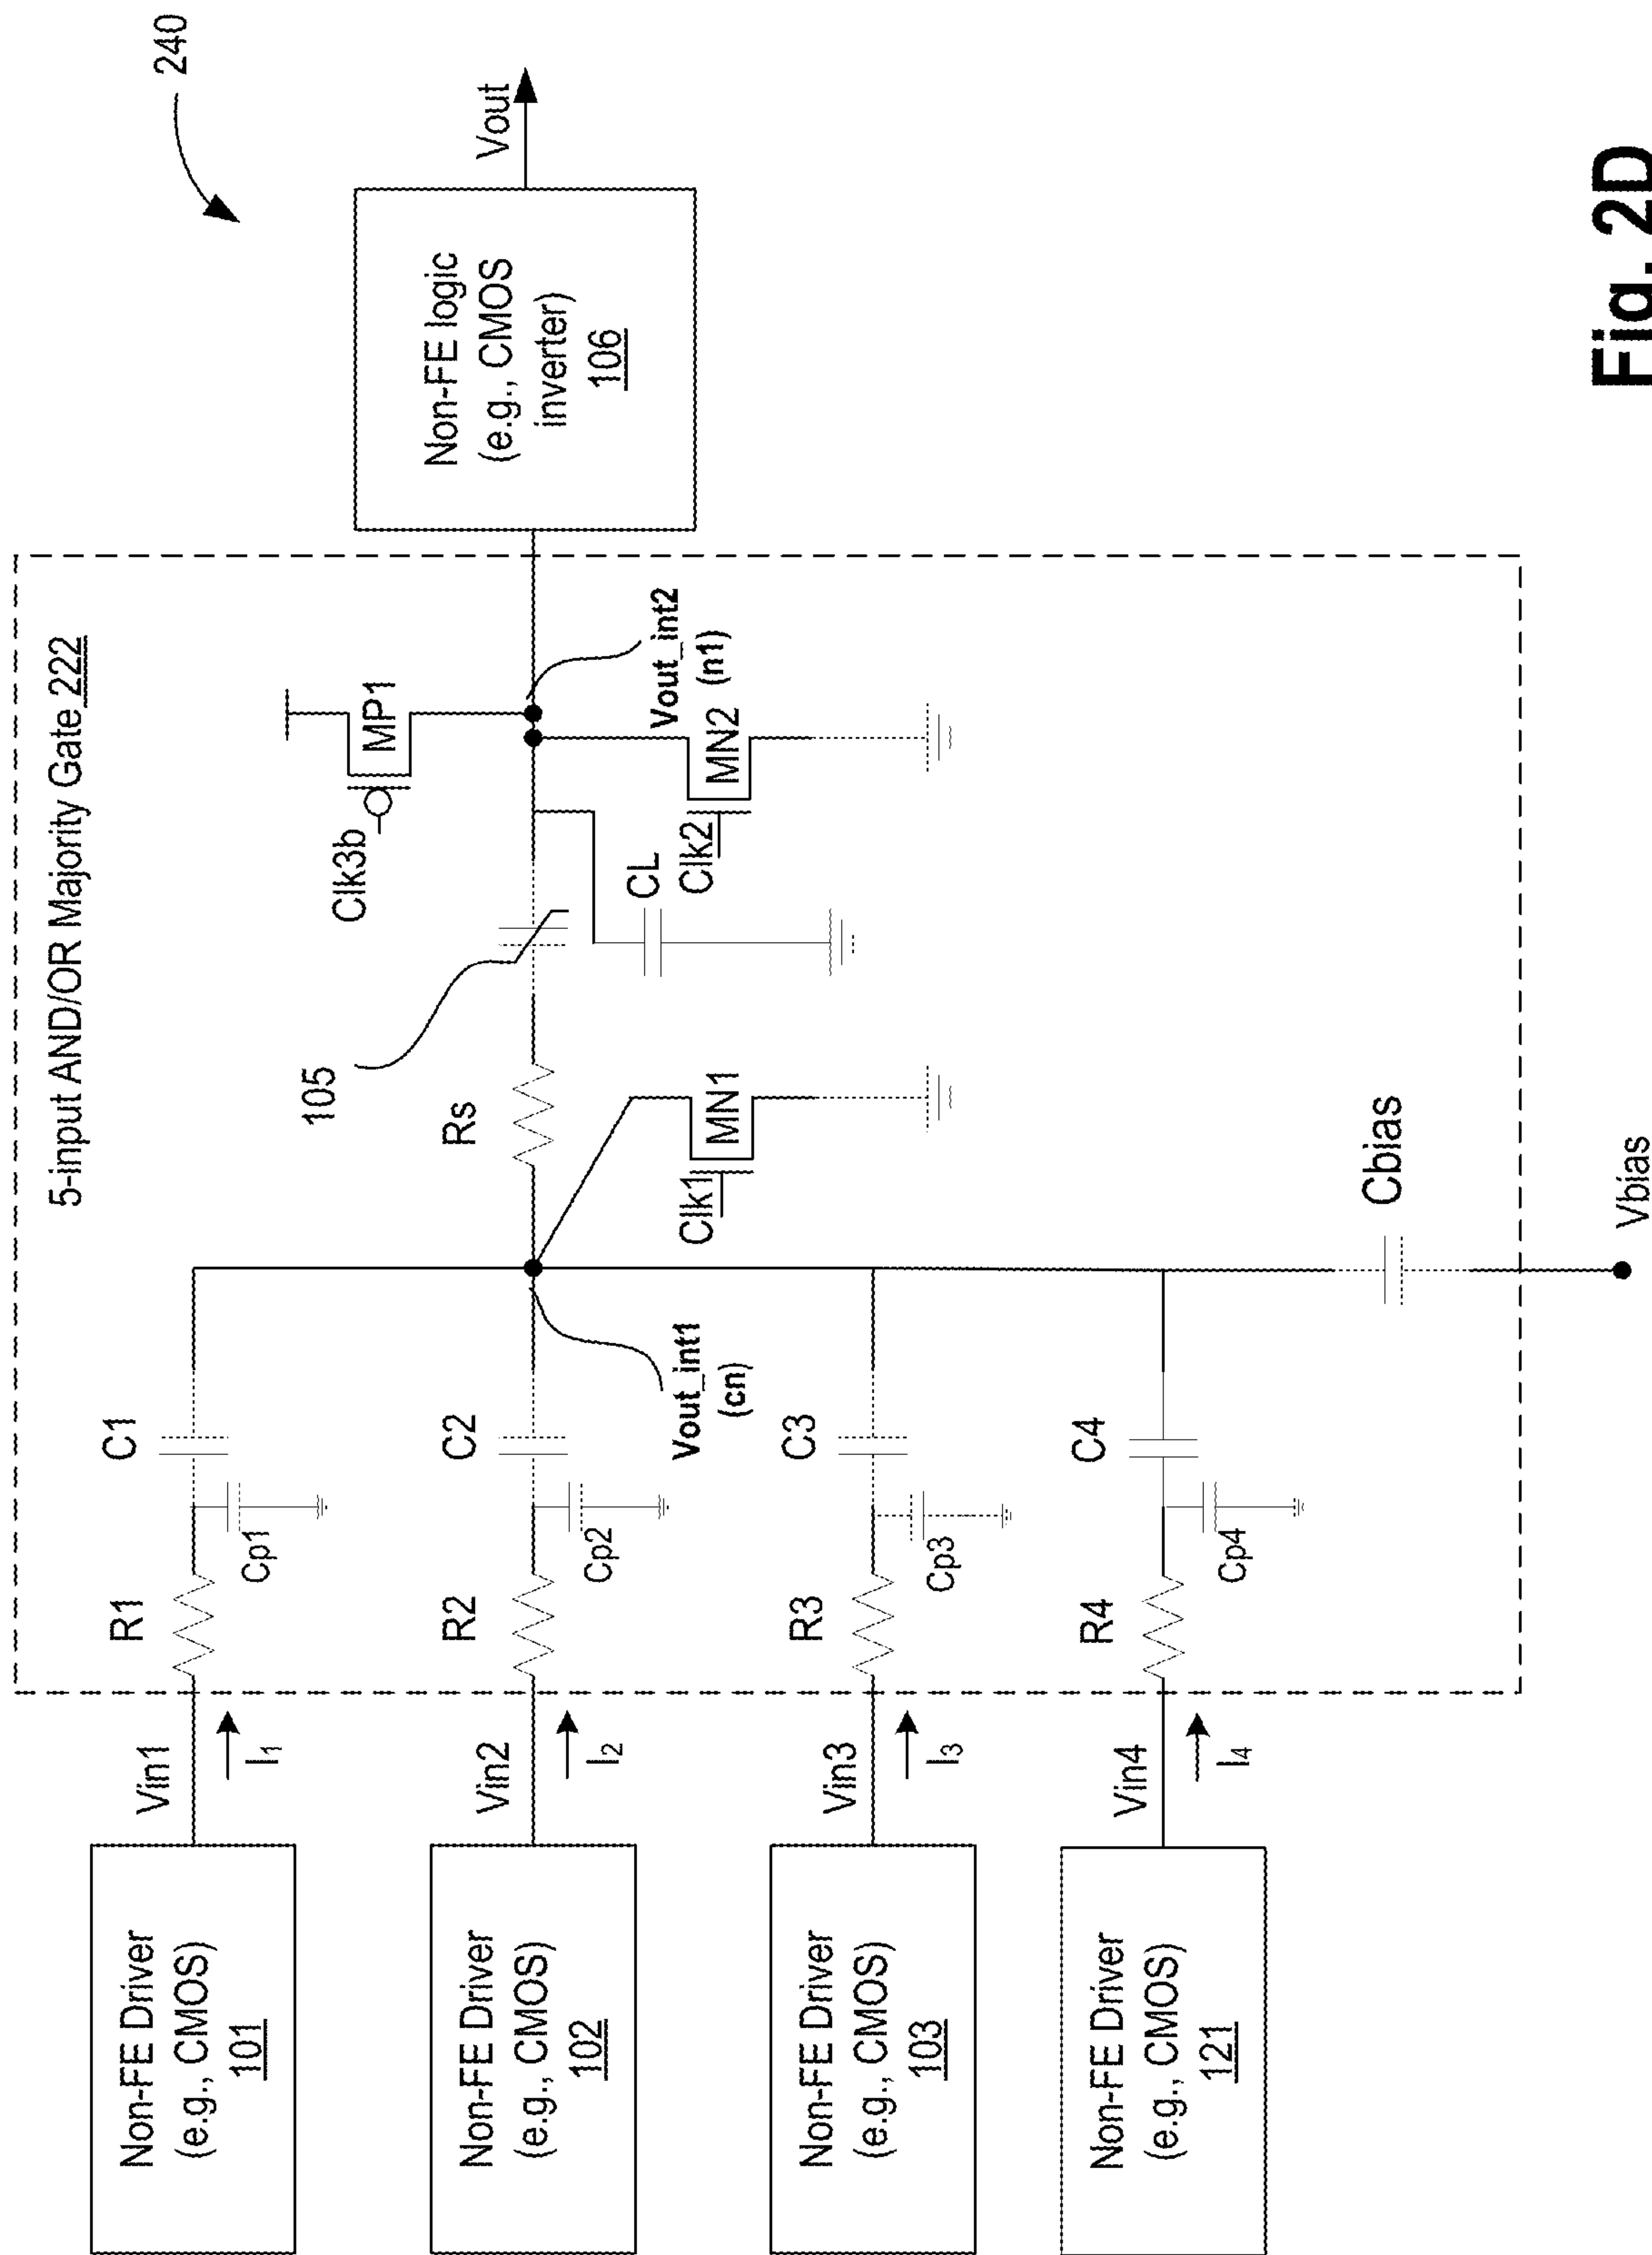 240
5-input AND/OR Majority Gate 222
Non-FE Driver
(e.g., CMOS)
101
Vin1
I1
R1
Cp1
C1
Non-FE Driver
(e.g., CMOS)
102
Vin2
I2
R2
Cp2
C2
Vout_int1
(cn)
Rs
105
Clk1
MN1
CL
Clk3b
MP1
Clk2
MN2
Vout_int2
(n1)
Non-FE logic
(e.g., CMOS
inverter)
106
Vout
Non-FE Driver
(e.g., CMOS)
103
Vin3
I3
R3
Cp3
C3
Non-FE Driver
(e.g., CMOS)
121
Vin4
I4
R4
Cp4
C4
Cbias
Vbias
Fig. 2D